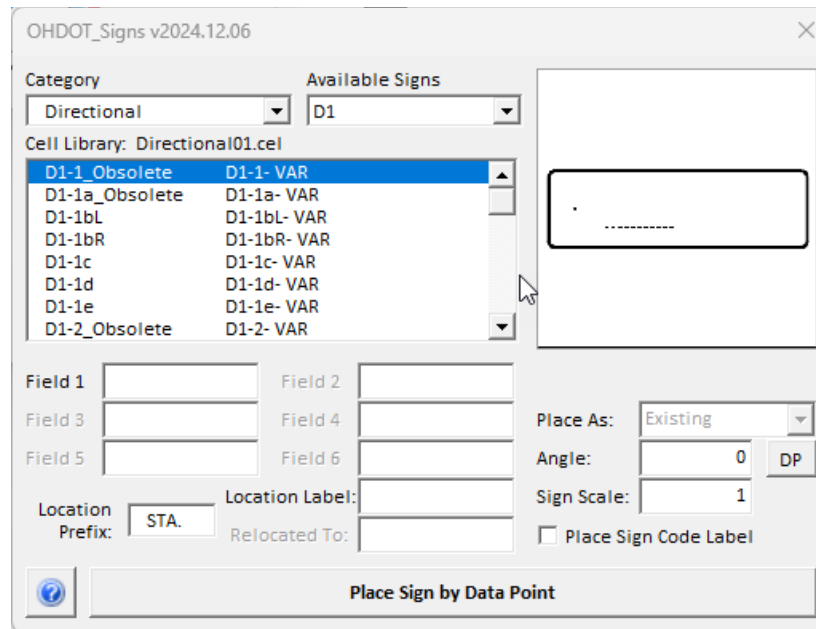 OHDOT_Signs v2024.12.06
Category Available Signs
Directional D1
Cell Library: Directional01.cel
D1-1_Obsolete D1-1- VAR
D1-1a_Obsolete D1-1a- VAR
D1-1bL D1-1bL- VAR
D1-1bR D1-1bR- VAR
D1-1c D1-1c- VAR
D1-1d D1-1d- VAR
D1-1e D1-1e- VAR
D1-2_Obsolete D1-2- VAR
Field 1 Field 2
Field 3 Field 4 Place As: Existing
Field 5 Field 6 Angle: 0 DP
Location Prefix: STA. Location Label: Sign Scale: 1
Relocated To: Place Sign Code Label
Place Sign by Data Point